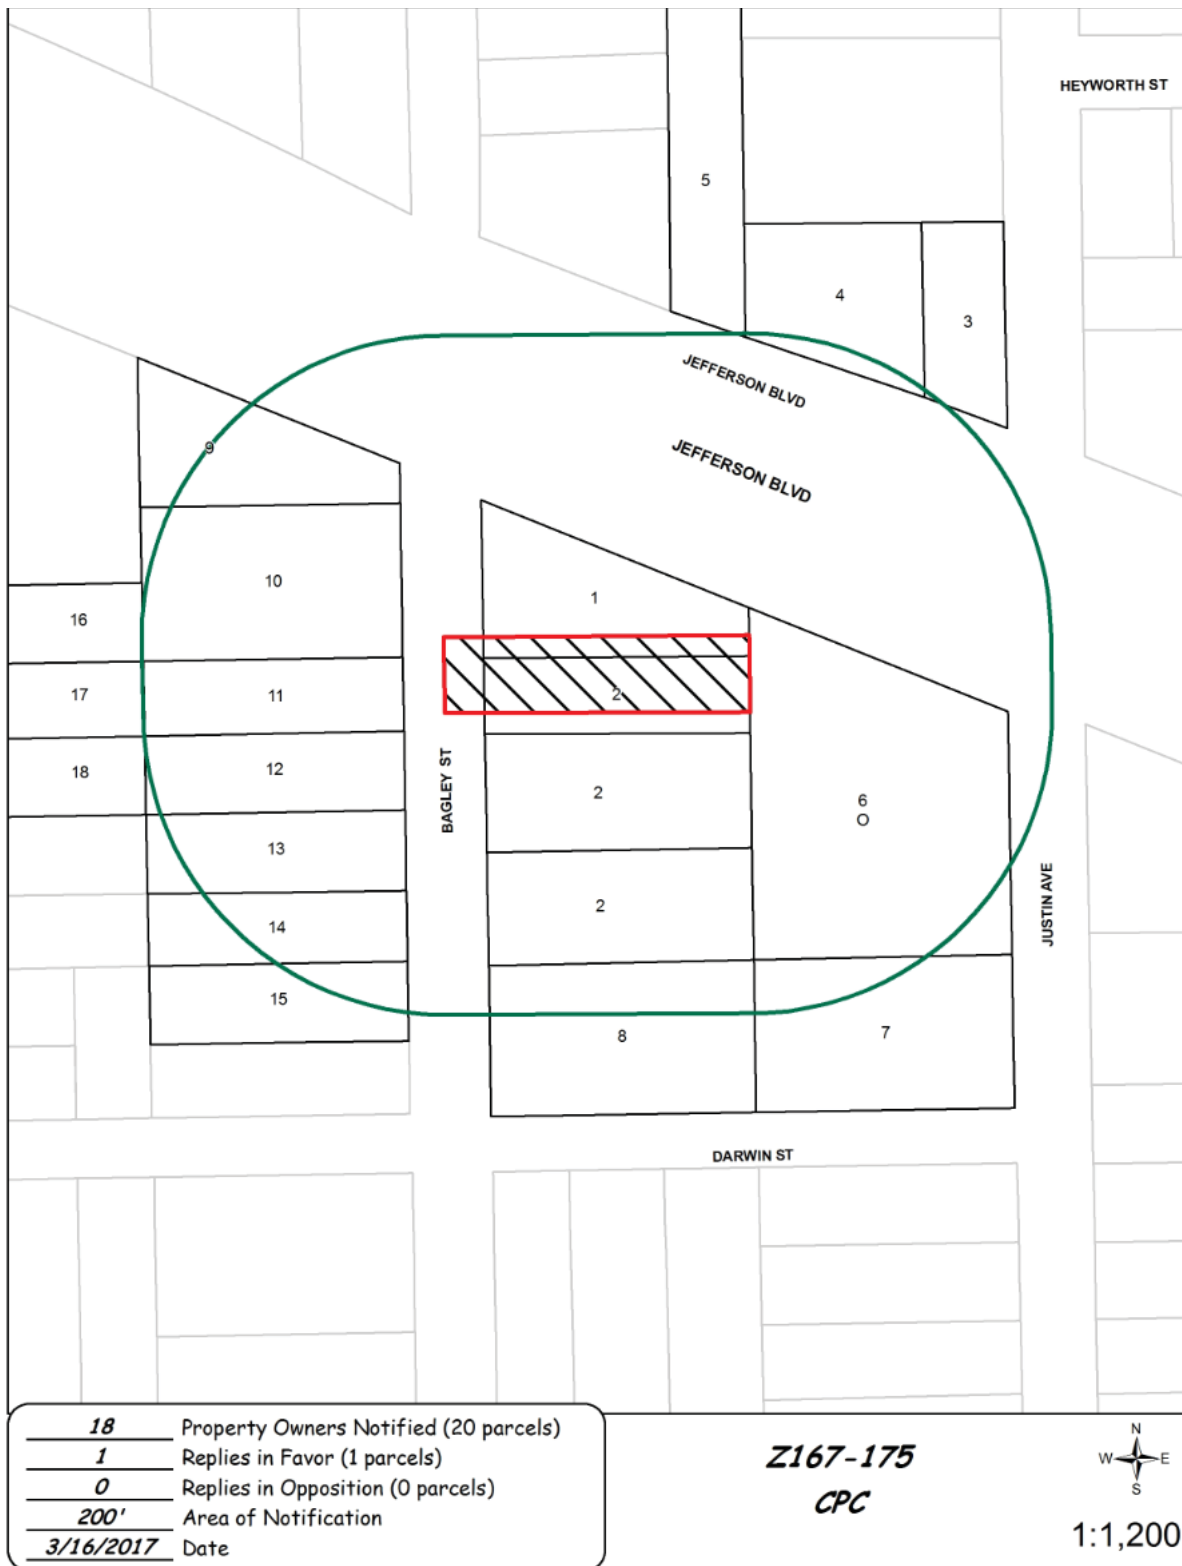 HEYWORTH ST
5
4
3
JEFFERSON BLVD
9
JEFFERSON BLVD
10
1
16
17
11
2
BAGLEY ST
18
12
2
6
O
13
2
JUSTIN AVE
14
15
8
7
DARWIN ST
18 Property Owners Notified (20 parcels)
1 Replies in Favor (1 parcels)
0 Replies in Opposition (0 parcels)
200' Area of Notification
3/16/2017 Date
Z167-175
CPC
N
W E
S
1:1,200